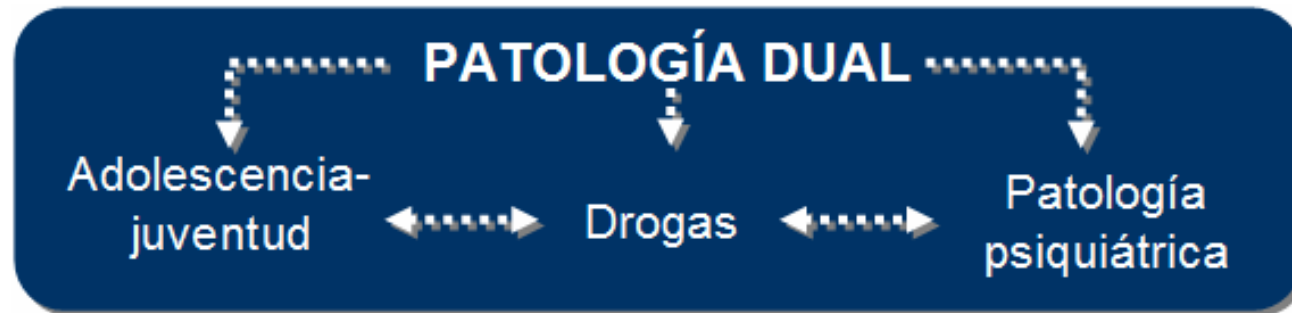 PATOLOGÍA DUAL
Adolescencia-
juventud
Drogas
Patología
psiquiátrica